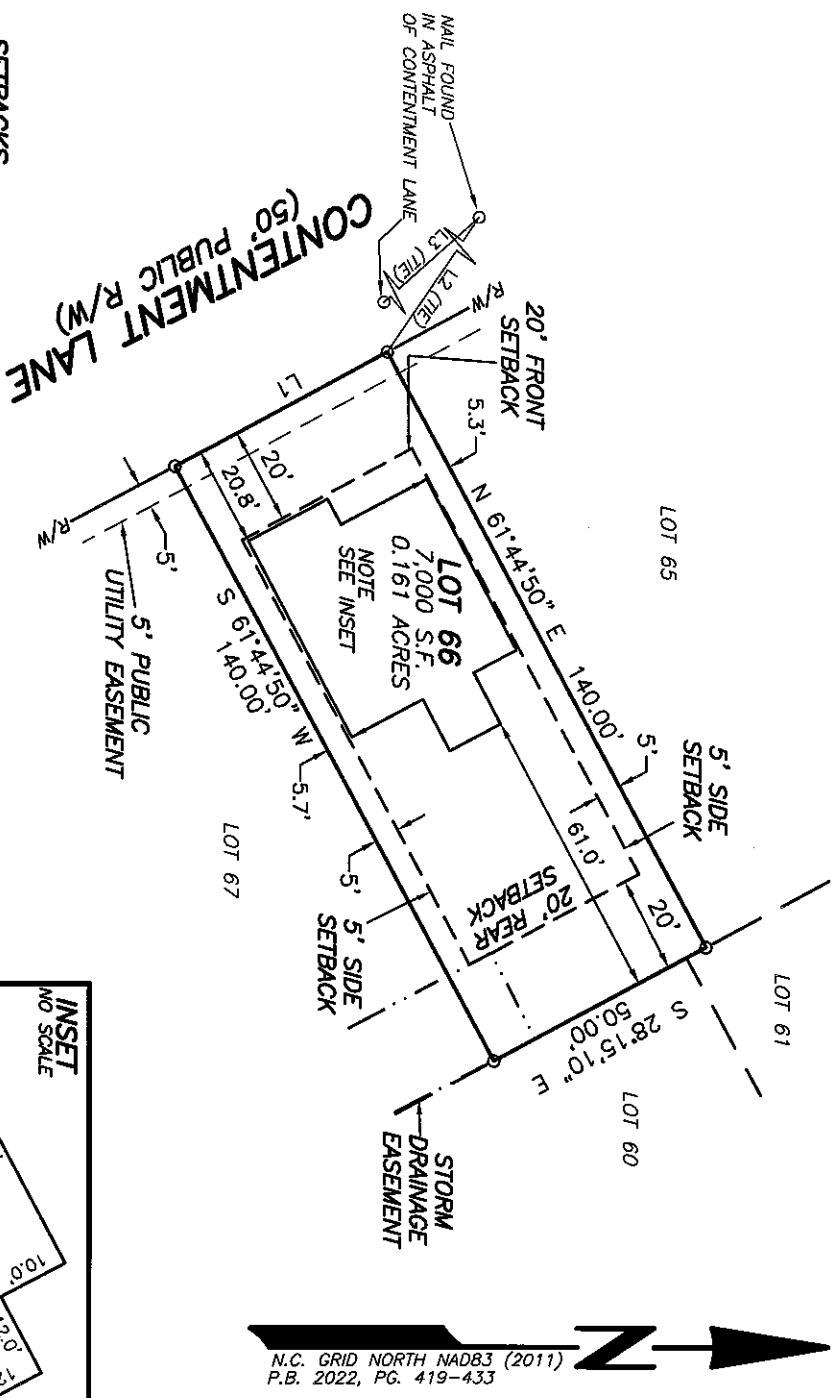 NAIL FOUND
IN ASPHALT
OF CONTENTMENT LANE
L3 (TIE)
L2 (TIE)
R/W
CONTENTMENT LANE
(50' PUBLIC R/W)
L1
R/W
20' FRONT
SETBACK
5.3'
N 61°44'50" E 140.00'
LOT 65
20'
20.8'
LOT 66
7,000 S.F.
0.161 ACRES
NOTE
SEE INSET
S 61°44'50" W
140.00'
5'
5' PUBLIC
UTILITY EASEMENT
5.7'
LOT 67
5'
5' SIDE
SETBACK
5'
5' SIDE
SETBACK
61.0'
20' REAR
SETBACK
20'
S 28°15'10" E
50.00'
LOT 61
LOT 60
STORM
DRAINAGE
EASEMENT
N
N.C. GRID NORTH NAD83 (2011)
P.B. 2022, PG. 419-433
SETBACKS
INSET
NO SCALE
10.0'